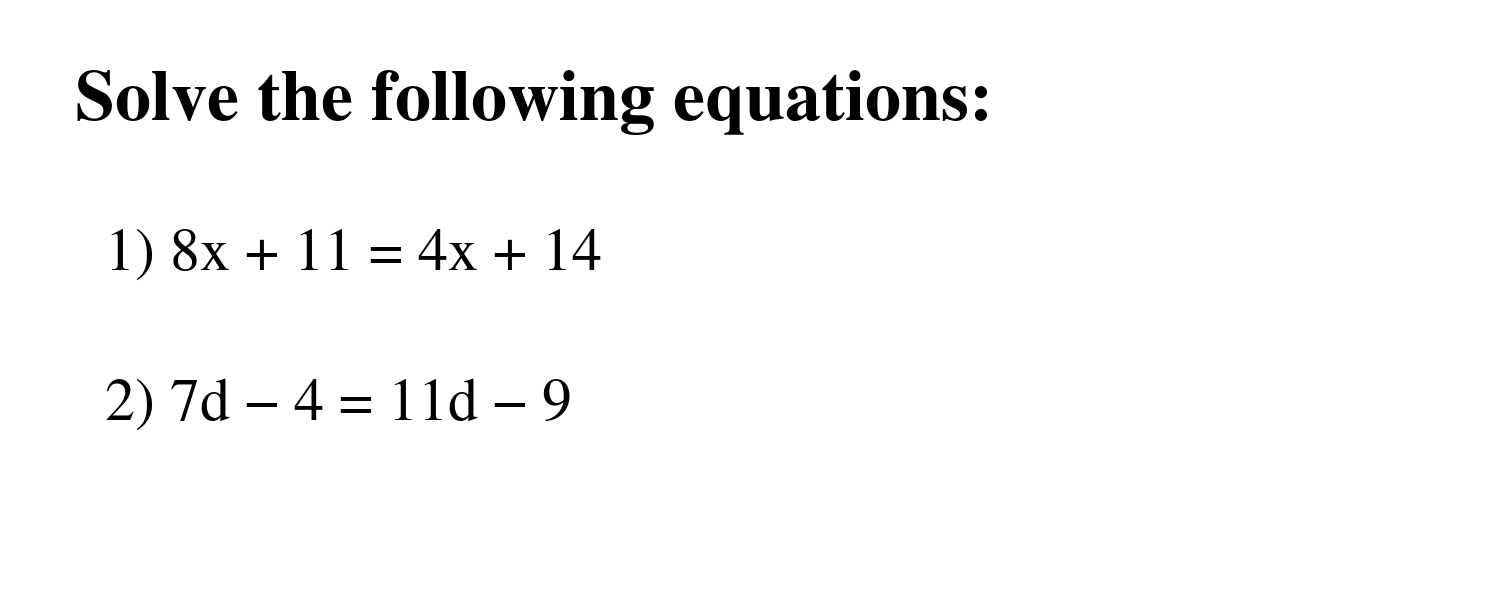 Solve the following equations:
1) 8x + 11 = 4x + 14
2) 7d − 4 = 11d − 9